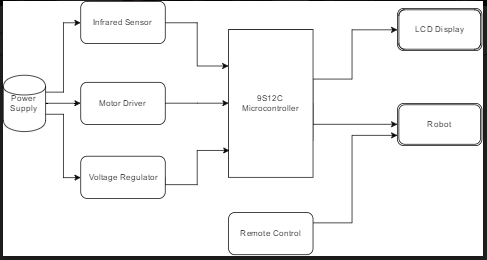 Infrared Sensor
LCD Display
Power
Supply
Motor Driver
9S12C
Microcontroller
Robot
Voltage Regulator
Remote Control